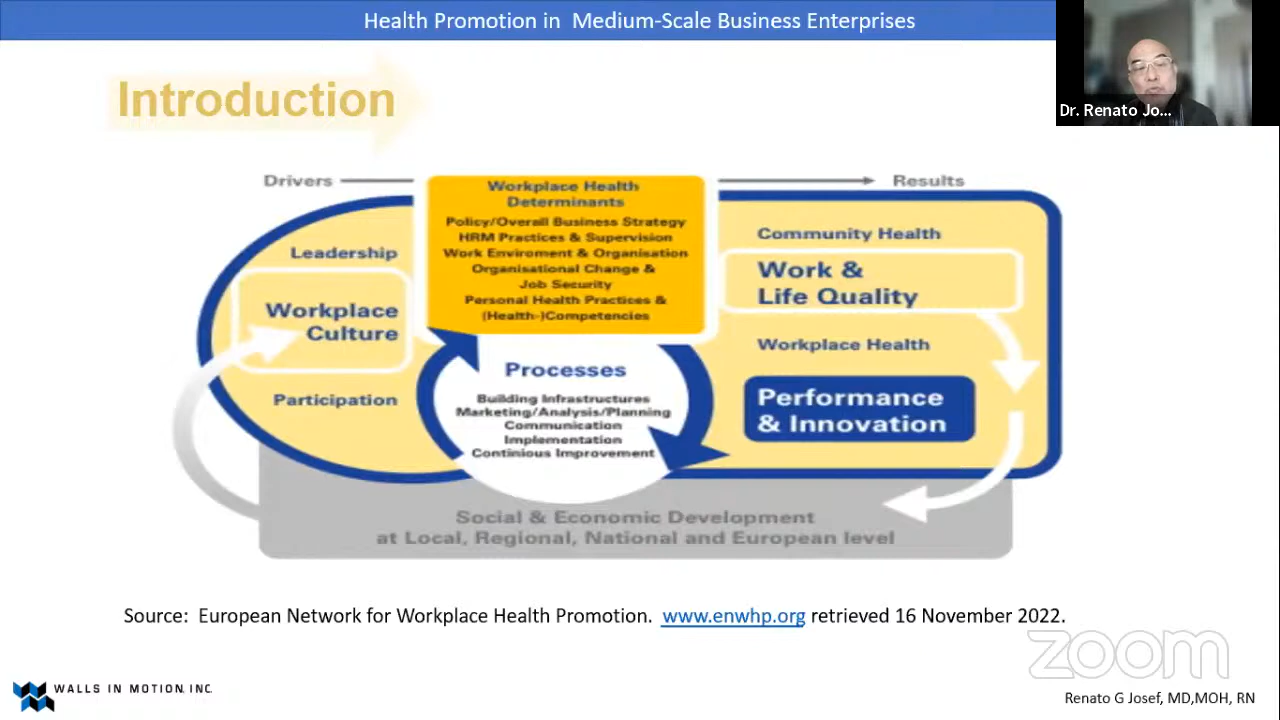 Health Promotion in Medium-Scale Business Enterprises
Dr. Renato Jo...
Introduction
Drivers
Results
Workplace Health
Determinants
Policy/Overall Business Strategy
HRM Practices & Supervision
Work Enviroment & Organisation
Organisational Change &
Job Security
Personal Health Practices &
(Health-)Competencies
Leadership
Workplace
Culture
Participation
Processes
Building Infrastructures
Marketing/Analysis/Planning
Communication
Implementation
Continious Improvement
Community Health
Work &
Life Quality
Workplace Health
Performance
& Innovation
Social & Economic Development
at Local, Regional, National and European level
Source: European Network for Workplace Health Promotion. www.enwhp.org retrieved 16 November 2022.
zoom
WALLS IN MOTION, INC.
Renato G Josef, MD,MOH, RN